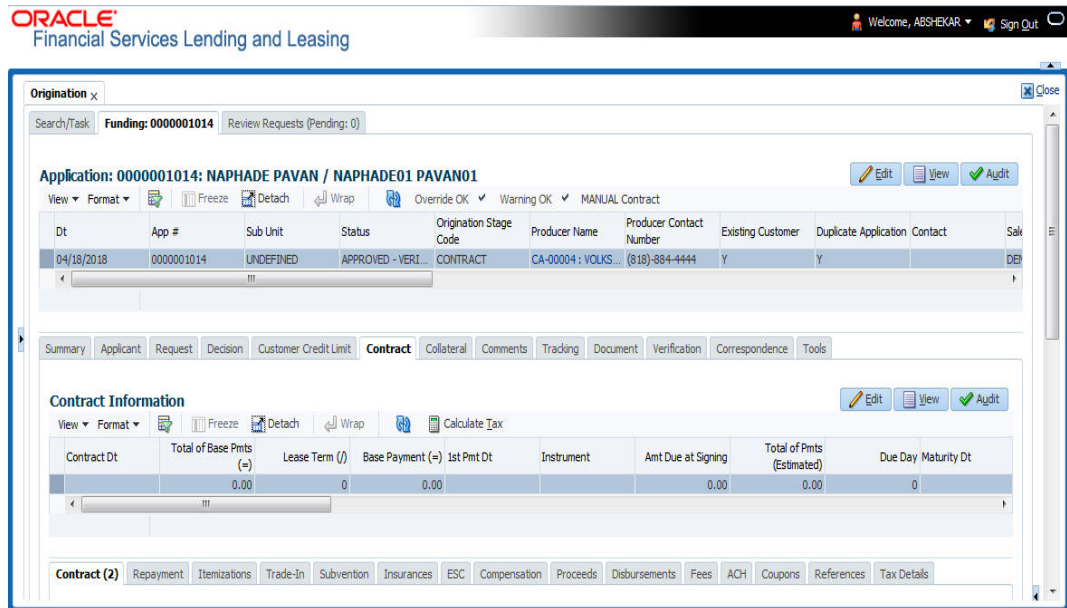 ORACLE
Financial Services Lending and Leasing
Welcome, ABSHEKAR Sign Out
Origination x
Close
Search/Task Funding: 0000001014 Review Requests (Pending: 0)
Application: 0000001014: NAPHADE PAVAN / NAPHADE01 PAVAN01
Edit View Audit
View Format Freeze Detach Wrap Override OK Warning OK MANUAL Contract
Dt App # Sub Unit Status Origination Stage Code Producer Name Producer Contact Number Existing Customer Duplicate Application Contact Sale
04/18/2018 0000001014 UNDEFINED APPROVED - VERI... CONTRACT CA-00004 : VOLKS... (818)-884-4444 Y Y DEN
Summary Applicant Request Decision Customer Credit Limit Contract Collateral Comments Tracking Document Verification Correspondence Tools
Contract Information
Edit View Audit
View Format Freeze Detach Wrap Calculate Tax
Contract Dt Total of Base Pmts (=) Lease Term (/) Base Payment (=) 1st Pmt Dt Instrument Amt Due at Signing Total of Pmts (Estimated) Due Day Maturity Dt
0.00 0 0.00 0.00 0.00 0
Contract (2) Repayment Itemizations Trade-In Subvention Insurances ESC Compensation Proceeds Disbursements Fees ACH Coupons References Tax Details